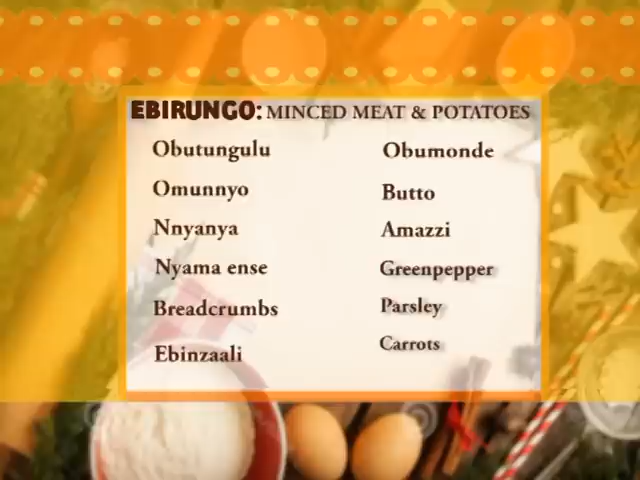 EBIRUNGO: MINCED MEAT & POTATOES
Obutungulu
Omunnyo
Nnyanya
Nyama ense
Breadcrumbs
Ebinzaali
Obumonde
Butto
Amazzi
Greenpepper
Parsley
Carrots